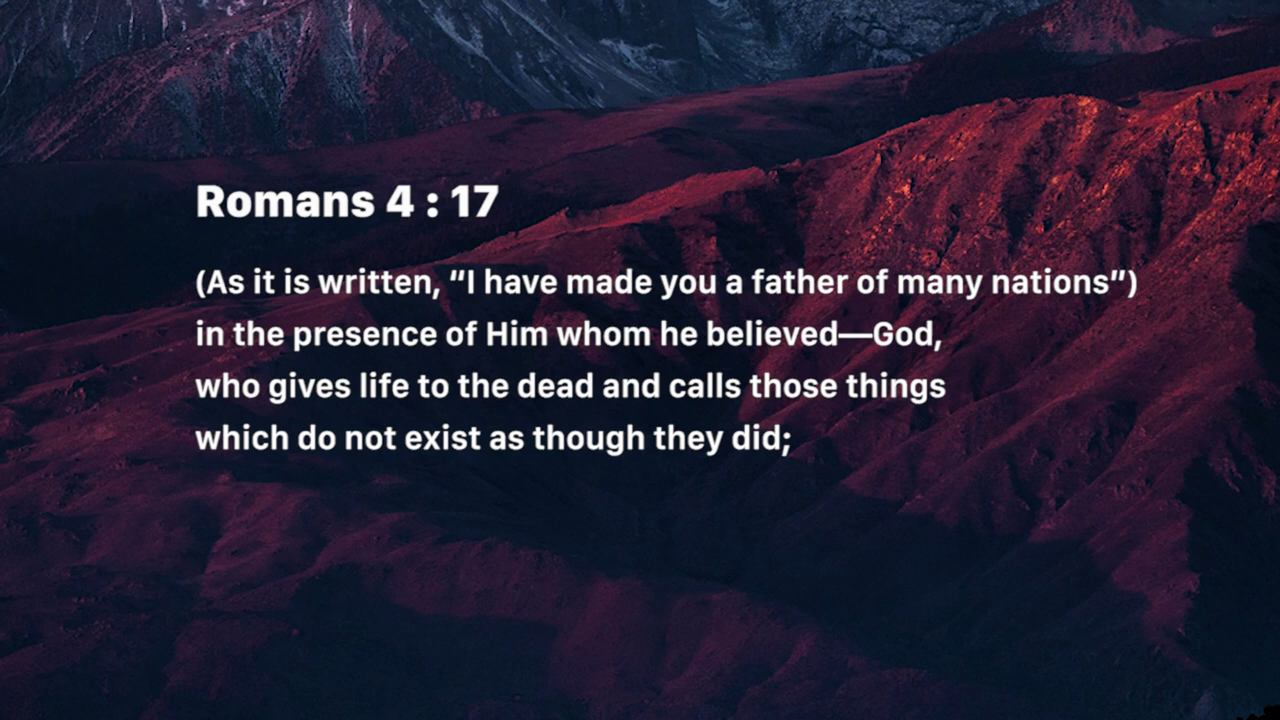 Romans 4 : 17
(As it is written, “I have made you a father of many nations”)
in the presence of Him whom he believed—God,
who gives life to the dead and calls those things
which do not exist as though they did;